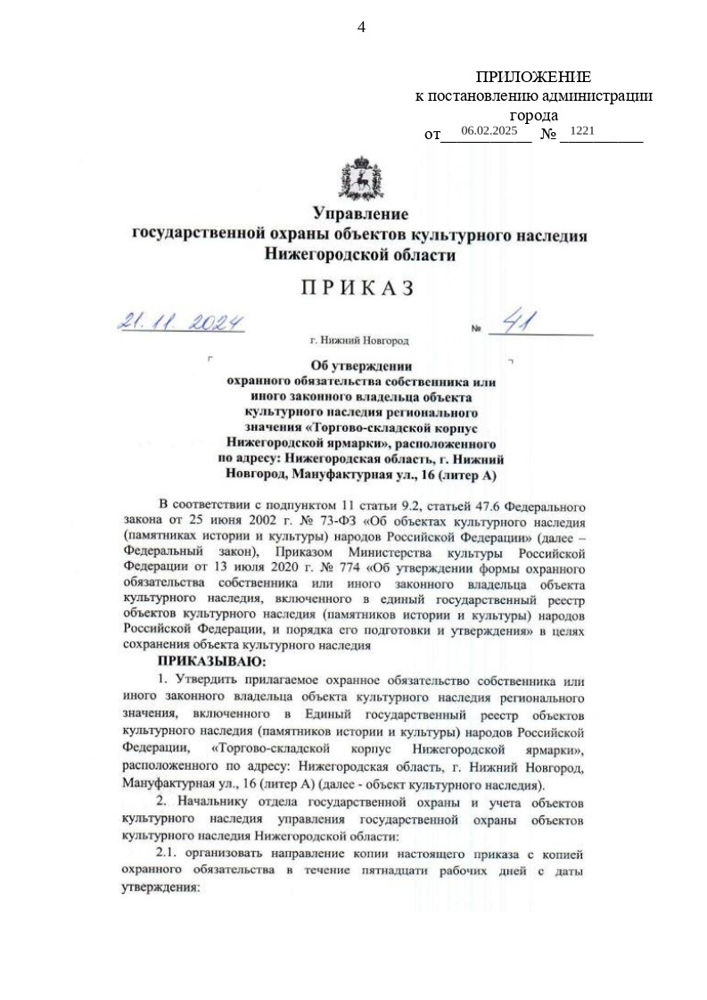 4
ПРИЛОЖЕНИЕ
к постановлению администрации
города
от___________ № __________
06.02.2025 1221
Управление
государственной охраны объектов культурного наследия
Нижегородской области
ПРИКАЗ
21.11.2024 № 41
г. Нижний Новгород
Об утверждении
охранного обязательства собственника или
иного законного владельца объекта
культурного наследия регионального
значения «Торгово-складской корпус
Нижегородской ярмарки», расположенного
по адресу: Нижегородская область, г. Нижний
Новгород, Мануфактурная ул., 16 (литер А)
В соответствии с подпунктом 11 статьи 9.2, статьей 47.6 Федерального
закона от 25 июня 2002 г. № 73-ФЗ «Об объектах культурного наследия
(памятниках истории и культуры) народов Российской Федерации» (далее –
Федеральный закон), Приказом Министерства культуры Российской
Федерации от 13 июля 2020 г. № 774 «Об утверждении формы охранного
обязательства собственника или иного законного владельца объекта
культурного наследия, включенного в единый государственный реестр
объектов культурного наследия (памятников истории и культуры) народов
Российской Федерации, и порядка его подготовки и утверждения» в целях
сохранения объекта культурного наследия
ПРИКАЗЫВАЮ:
1. Утвердить прилагаемое охранное обязательство собственника или
иного законного владельца объекта культурного наследия регионального
значения, включенного в Единый государственный реестр объектов
культурного наследия (памятников истории и культуры) народов Российской
Федерации, «Торгово-складской корпус Нижегородской ярмарки»,
расположенного по адресу: Нижегородская область, г. Нижний Новгород,
Мануфактурная ул., 16 (литер А) (далее - объект культурного наследия).
2. Начальнику отдела государственной охраны и учета объектов
культурного наследия управления государственной охраны объектов
культурного наследия Нижегородской области:
2.1. организовать направление копии настоящего приказа с копией
охранного обязательства в течение пятнадцати рабочих дней с даты
утверждения: